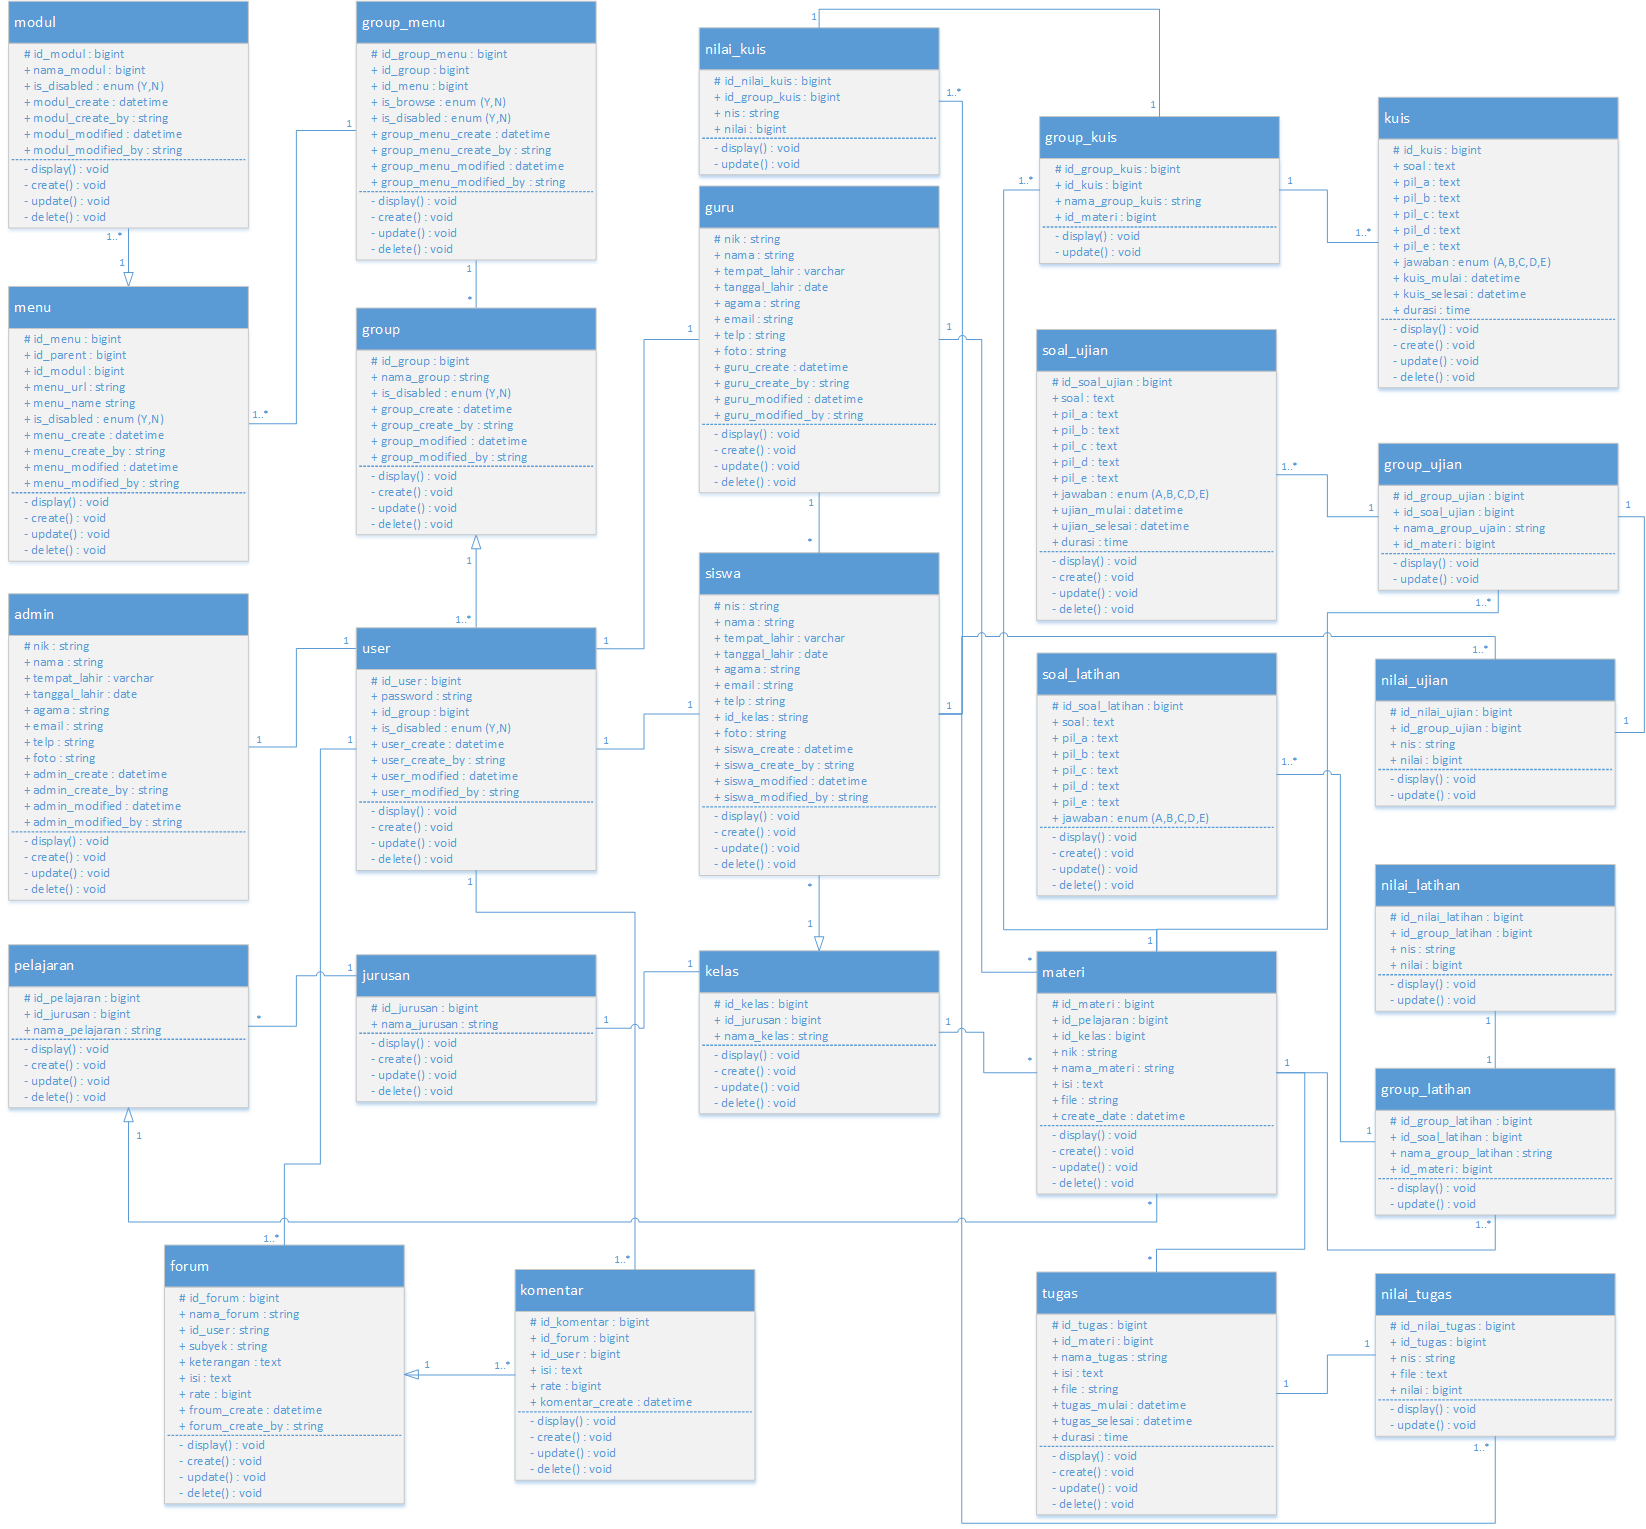 modul
# id_modul : bigint
+ nama_modul : bigint
+ is_disabled : enum (Y,N)
+ modul_create : datetime
+ modul_create_by : string
+ modul_modified : datetime
+ modul_modified_by : string
- display() : void
- create() : void
- update() : void
- delete() : void
1..*
1
menu
# id_menu : bigint
+ id_parent : bigint
+ id_modul : bigint
+ menu_url : string
+ menu_name string
+ is_disabled : enum (Y,N)
+ menu_create : datetime
+ menu_create_by : string
+ menu_modified : datetime
+ menu_modified_by : string
- display() : void
- create() : void
- update() : void
- delete() : void
1..*
1
group_menu
# id_group_menu : bigint
+ id_group : bigint
+ id_menu : bigint
+ is_browse : enum (Y,N)
+ is_disabled : enum (Y,N)
+ group_menu_create : datetime
+ group_menu_create_by : string
+ group_menu_modified : datetime
+ group_menu_modified_by : string
- display() : void
- create() : void
- update() : void
- delete() : void
1
*
group
# id_group : bigint
+ nama_group : string
+ is_disabled : enum (Y,N)
+ group_create : datetime
+ group_create_by : string
+ group_modified : datetime
+ group_modified_by : string
- display() : void
- create() : void
- update() : void
- delete() : void
1
1..*
admin
# nik : string
+ nama : string
+ tempat_lahir : varchar
+ tanggal_lahir : date
+ agama : string
+ email : string
+ telp : string
+ foto : string
+ admin_create : datetime
+ admin_create_by : string
+ admin_modified : datetime
+ admin_modified_by : string
- display() : void
- create() : void
- update() : void
- delete() : void
1
1
user
# id_user : bigint
+ password : string
+ id_group : bigint
+ is_disabled : enum (Y,N)
+ user_create : datetime
+ user_create_by : string
+ user_modified : datetime
+ user_modified_by : string
- display() : void
- create() : void
- update() : void
- delete() : void
1
1
1
1
nilai_kuis
# id_nilai_kuis : bigint
+ id_group_kuis : bigint
+ nis : string
+ nilai : bigint
- display() : void
- update() : void
1
1..*
1
guru
# nik : string
+ nama : string
+ tempat_lahir : varchar
+ tanggal_lahir : date
+ agama : string
+ email : string
+ telp : string
+ foto : string
+ guru_create : datetime
+ guru_create_by : string
+ guru_modified : datetime
+ guru_modified_by : string
- display() : void
- create() : void
- update() : void
- delete() : void
1
1
1
*
siswa
# nis : string
+ nama : string
+ tempat_lahir : varchar
+ tanggal_lahir : date
+ agama : string
+ email : string
+ telp : string
+ id_kelas : string
+ foto : string
+ siswa_create : datetime
+ siswa_create_by : string
+ siswa_modified : datetime
+ siswa_modified_by : string
- display() : void
- create() : void
- update() : void
- delete() : void
1
1
*
1
group_kuis
# id_group_kuis : bigint
+ id_kuis : bigint
+ nama_group_kuis : string
+ id_materi : bigint
- display() : void
- update() : void
1..*
1
1..*
kuis
# id_kuis : bigint
+ soal : text
+ pil_a : text
+ pil_b : text
+ pil_c : text
+ pil_d : text
+ pil_e : text
+ jawaban : enum (A,B,C,D,E)
+ kuis_mulai : datetime
+ kuis_selesai : datetime
+ durasi : time
- display() : void
- create() : void
- update() : void
- delete() : void
soal_ujian
# id_soal_ujian : bigint
+ soal : text
+ pil_a : text
+ pil_b : text
+ pil_c : text
+ pil_d : text
+ pil_e : text
+ jawaban : enum (A,B,C,D,E)
+ ujian_mulai : datetime
+ ujian_selesai : datetime
+ durasi : time
- display() : void
- create() : void
- update() : void
- delete() : void
1..*
1
group_ujian
# id_group_ujian : bigint
+ id_soal_ujian : bigint
+ nama_group_ujain : string
+ id_materi : bigint
- display() : void
- update() : void
1
1..*
1..*
nilai_ujian
# id_nilai_ujian : bigint
+ id_group_ujian : bigint
+ nis : string
+ nilai : bigint
- display() : void
- update() : void
1
soal_latihan
# id_soal_latihan : bigint
+ soal : text
+ pil_a : text
+ pil_b : text
+ pil_c : text
+ pil_d : text
+ pil_e : text
+ jawaban : enum (A,B,C,D,E)
- display() : void
- create() : void
- update() : void
- delete() : void
1..*
nilai_latihan
# id_nilai_latihan : bigint
+ id_group_latihan : bigint
+ nis : string
+ nilai : bigint
- display() : void
- update() : void
1
1
group_latihan
# id_group_latihan : bigint
+ id_soal_latihan : bigint
+ nama_group_latihan : string
+ id_materi : bigint
- display() : void
- update() : void
1
1..*
pelajaran
# id_pelajaran : bigint
+ id_jurusan : bigint
+ nama_pelajaran : string
- display() : void
- create() : void
- update() : void
- delete() : void
*
1
1
jurusan
# id_jurusan : bigint
+ nama_jurusan : string
- display() : void
- create() : void
- update() : void
- delete() : void
1
1
kelas
# id_kelas : bigint
+ id_jurusan : bigint
+ nama_kelas : string
- display() : void
- create() : void
- update() : void
- delete() : void
1
*
*
1
materi
# id_materi : bigint
+ id_pelajaran : bigint
+ id_kelas : bigint
+ nik : string
+ nama_materi : string
+ isi : text
+ file : string
+ create_date : datetime
- display() : void
- create() : void
- update() : void
- delete() : void
1
*
*
1..*
forum
# id_forum : bigint
+ nama_forum : string
+ id_user : string
+ subyek : string
+ keterangan : text
+ isi : text
+ rate : bigint
+ froum_create : datetime
+ forum_create_by : string
- display() : void
- create() : void
- update() : void
- delete() : void
1
1..*
1..*
komentar
# id_komentar : bigint
+ id_forum : bigint
+ id_user : bigint
+ isi : text
+ rate : bigint
+ komentar_create : datetime
- display() : void
- create() : void
- update() : void
- delete() : void
tugas
# id_tugas : bigint
+ id_materi : bigint
+ nama_tugas : string
+ isi : text
+ file : string
+ tugas_mulai : datetime
+ tugas_selesai : datetime
+ durasi : time
- display() : void
- create() : void
- update() : void
- delete() : void
1
1
nilai_tugas
# id_nilai_tugas : bigint
+ id_tugas : bigint
+ nis : string
+ file : text
+ nilai : bigint
- display() : void
- update() : void
1..*